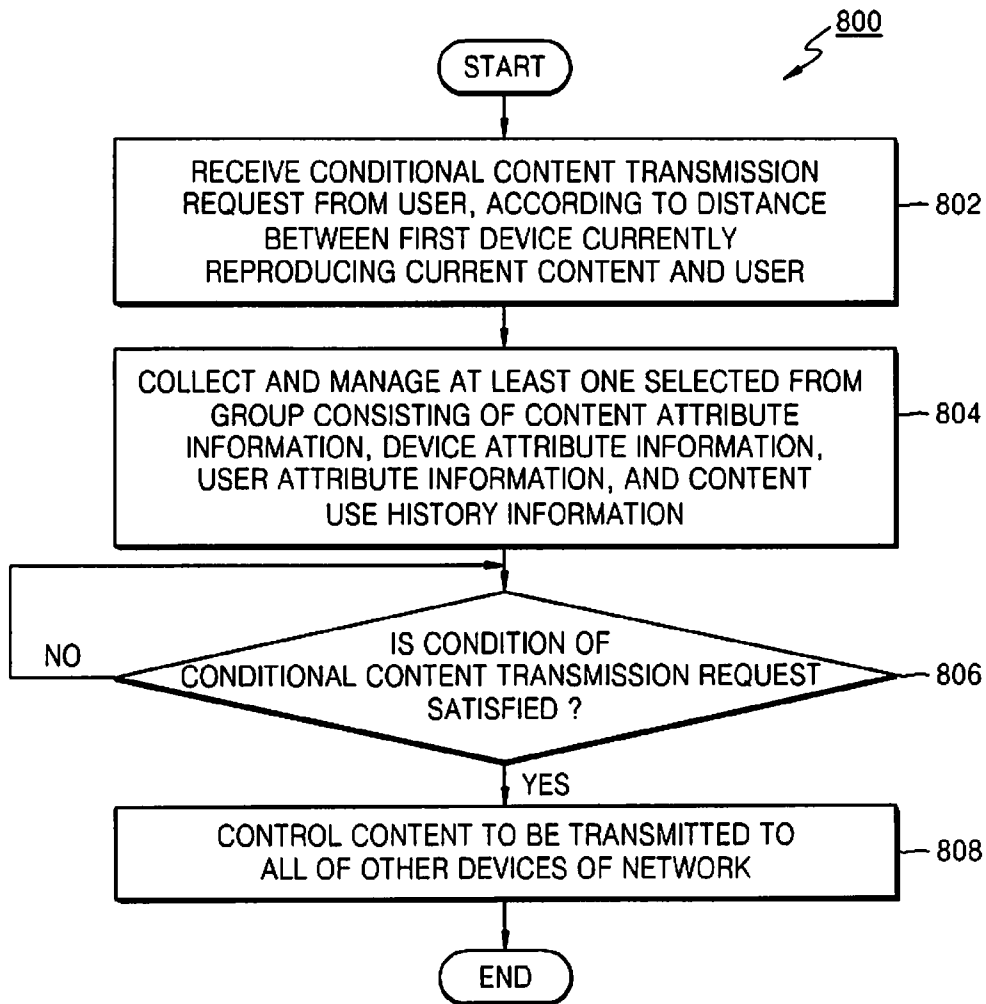 800
START
RECEIVE CONDITIONAL CONTENT TRANSMISSION
REQUEST FROM USER, ACCORDING TO DISTANCE
BETWEEN FIRST DEVICE CURRENTLY
REPRODUCING CURRENT CONTENT AND USER
802
COLLECT AND MANAGE AT LEAST ONE SELECTED FROM
GROUP CONSISTING OF CONTENT ATTRIBUTE
INFORMATION, DEVICE ATTRIBUTE INFORMATION,
USER ATTRIBUTE INFORMATION, AND CONTENT
USE HISTORY INFORMATION
804
NO
IS CONDITION OF
CONDITIONAL CONTENT TRANSMISSION REQUEST
SATISFIED ?
806
YES
CONTROL CONTENT TO BE TRANSMITTED TO
ALL OF OTHER DEVICES OF NETWORK
808
END